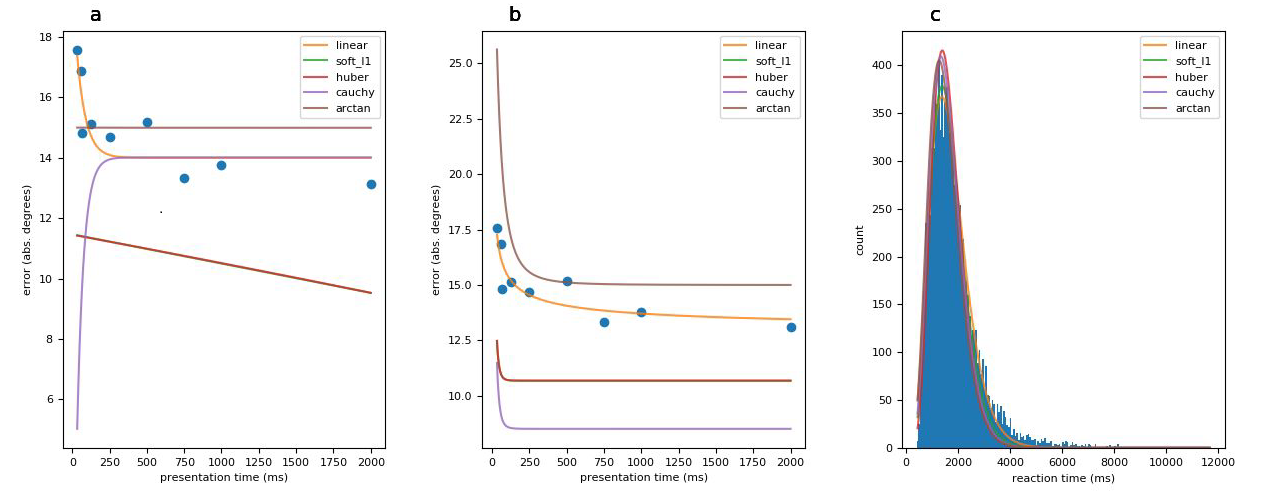 a
18
16
14
12
10
8
6
error (abs. degrees)
0 250 500 750 1000 1250 1500 1750 2000
presentation time (ms)
linear
soft_l1
huber
cauchy
arctan
b
25.0
22.5
20.0
17.5
15.0
12.5
10.0
error (abs. degrees)
0 250 500 750 1000 1250 1500 1750 2000
presentation time (ms)
linear
soft_l1
huber
cauchy
arctan
c
400
350
300
250
200
150
100
50
0
count
0 2000 4000 6000 8000 10000 12000
reaction time (ms)
linear
soft_l1
huber
cauchy
arctan